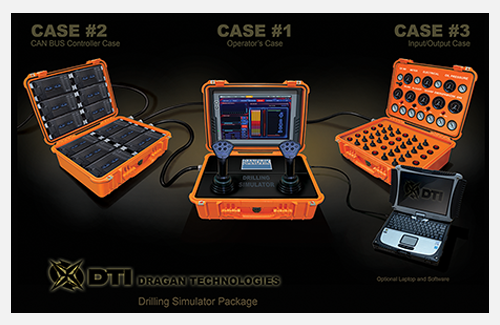 CASE #2
CAN BUS Controller Case
CASE #1
Operator's Case
CASE #3
Input/Output Case
SANDVIK
DRILLING
SIMULATOR
DTI
DTI DRAGAN TECHNOLOGIES
Optional Laptop and Software
Drilling Simulator Package